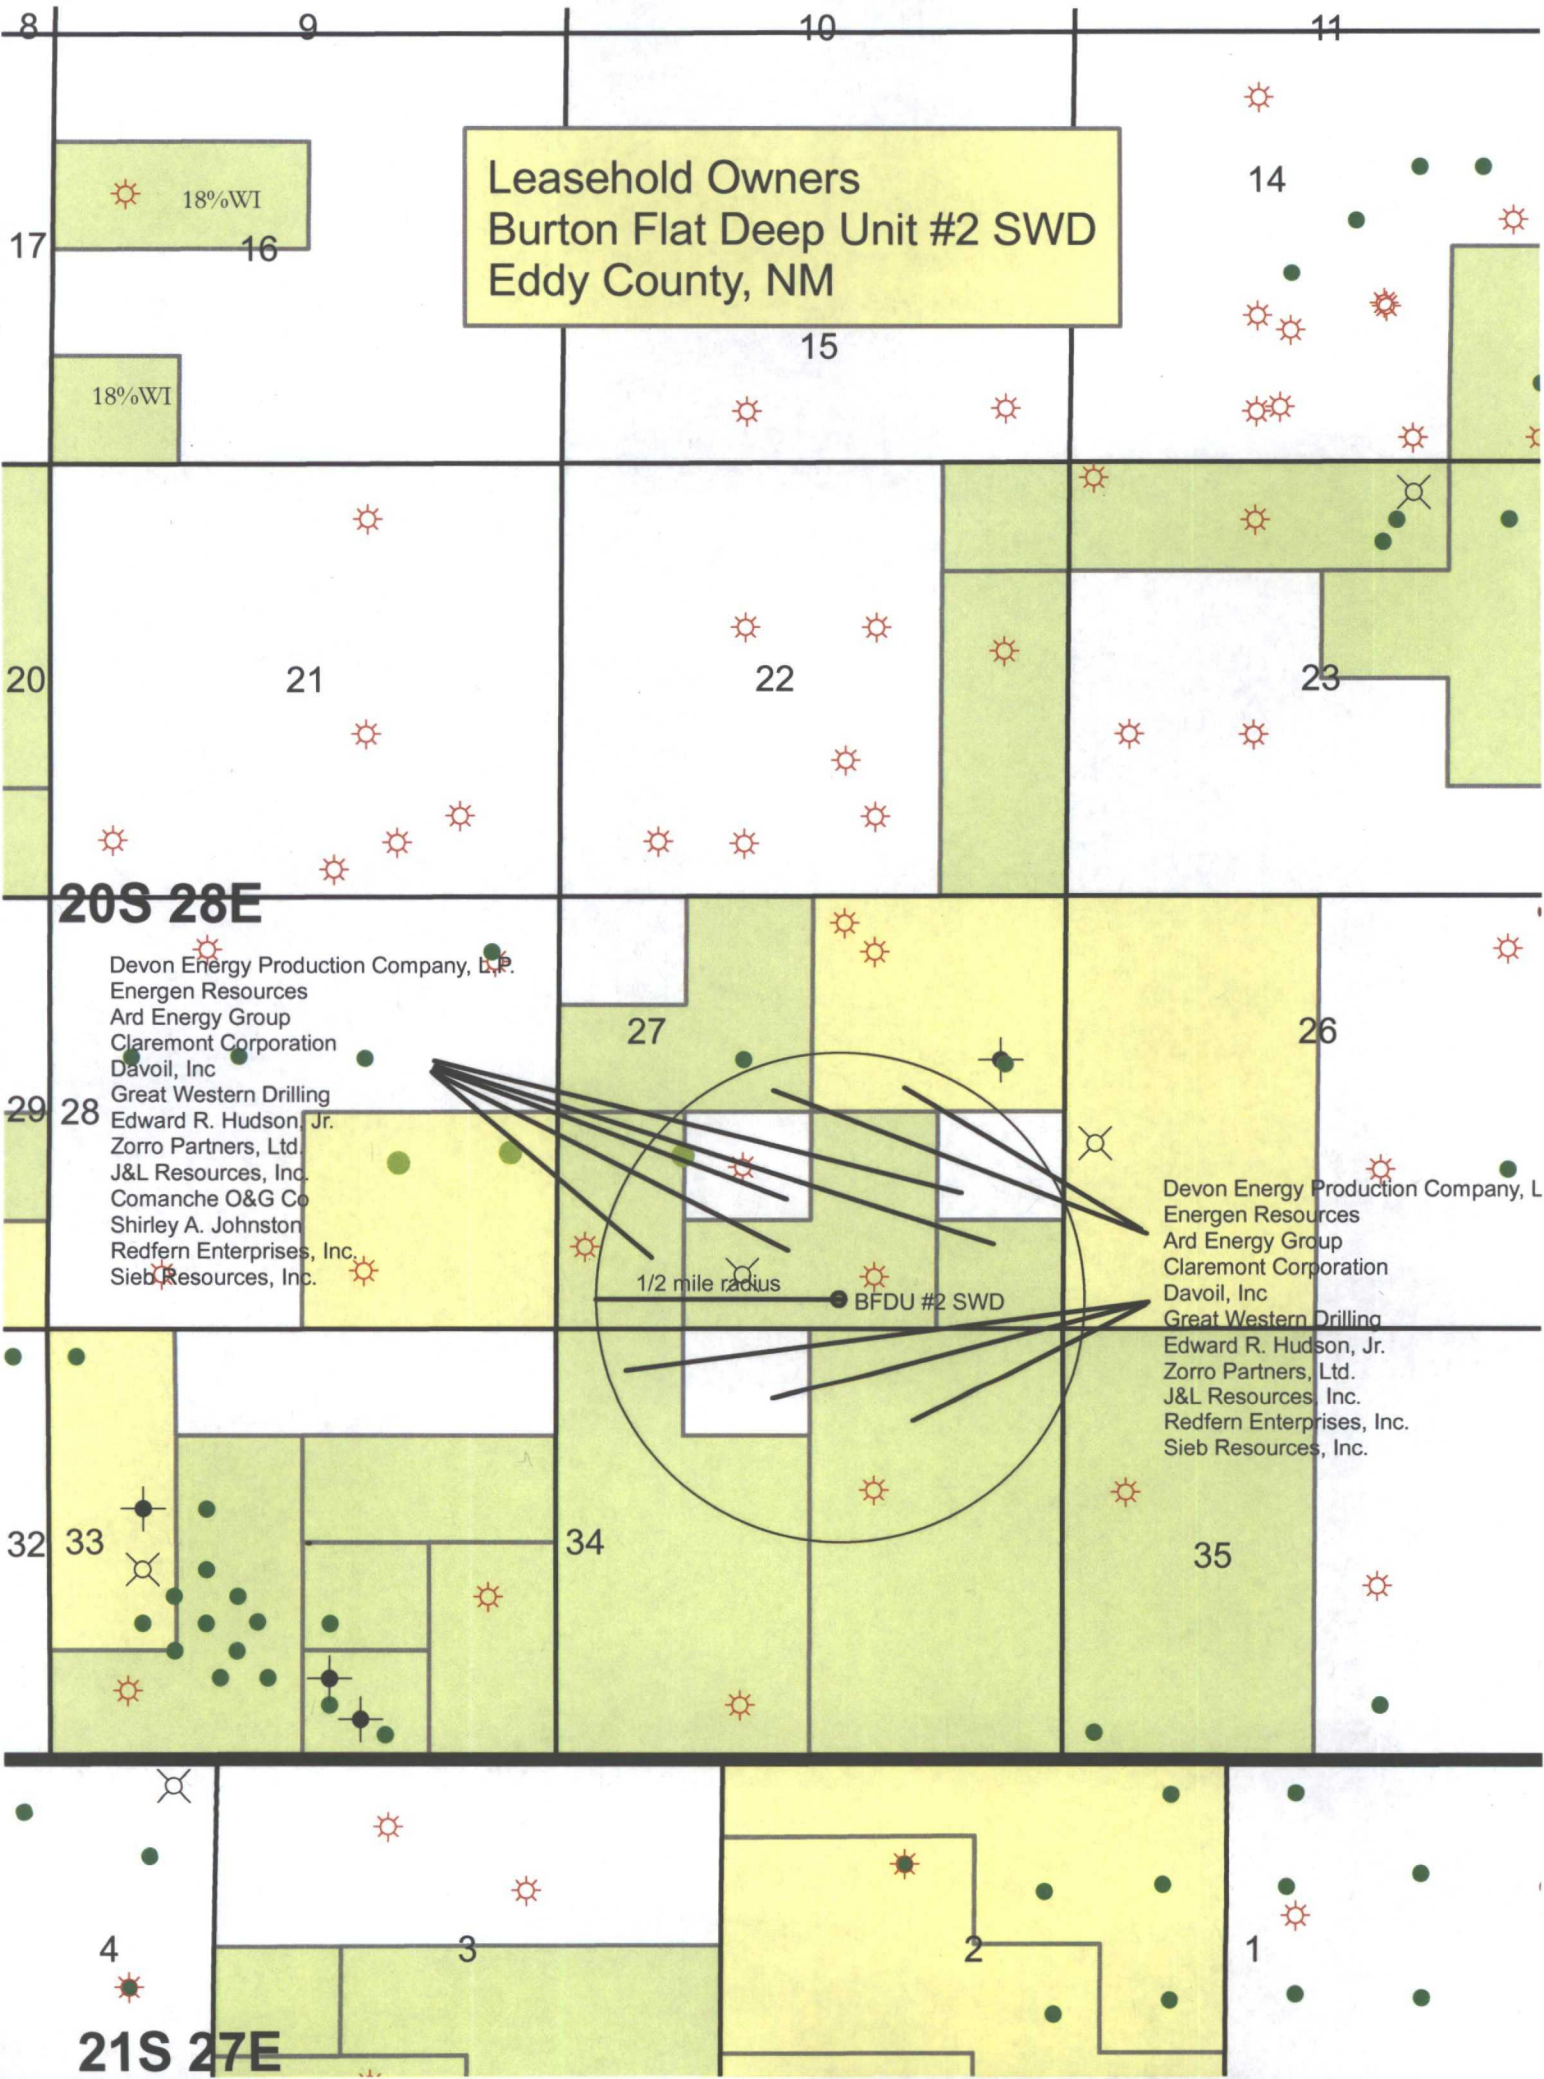 8
9
10
11
Leasehold Owners
Burton Flat Deep Unit #2 SWD
Eddy County, NM
14
18%WI
17
16
15
18%WI
20
21
22
23
20S 28E
Devon Energy Production Company, L.P.
Energen Resources
Ard Energy Group
Claremont Corporation
Davoil, Inc
Great Western Drilling
Edward R. Hudson, Jr.
Zorro Partners, Ltd.
J&L Resources, Inc.
Comanche O&G Co
Shirley A. Johnston
Redfern Enterprises, Inc.
Sieb Resources, Inc.
27
26
29
28
Devon Energy Production Company, L
Energen Resources
Ard Energy Group
Claremont Corporation
Davoil, Inc
Great Western Drilling
Edward R. Hudson, Jr.
Zorro Partners, Ltd.
J&L Resources, Inc.
Redfern Enterprises, Inc.
Sieb Resources, Inc.
1/2 mile radius
BFDU #2 SWD
32
33
34
35
4
3
2
1
21S 27E